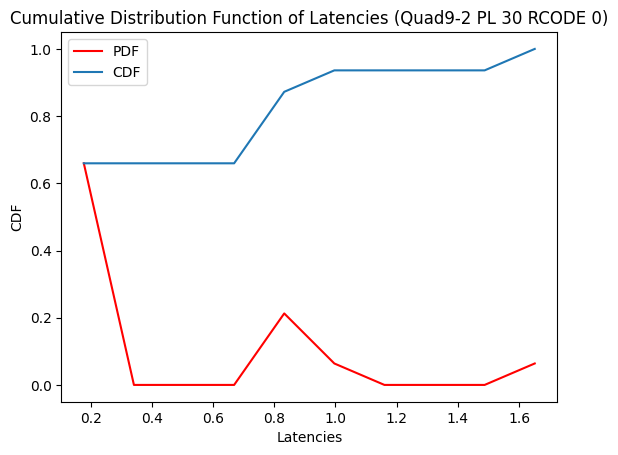 Cumulative Distribution Function of Latencies (Quad9-2 PL 30 RCODE 0)
PDF
CDF
1.0
0.8
0.6
0.4
0.2
0.0
CDF
0.2 0.4 0.6 0.8 1.0 1.2 1.4 1.6
Latencies